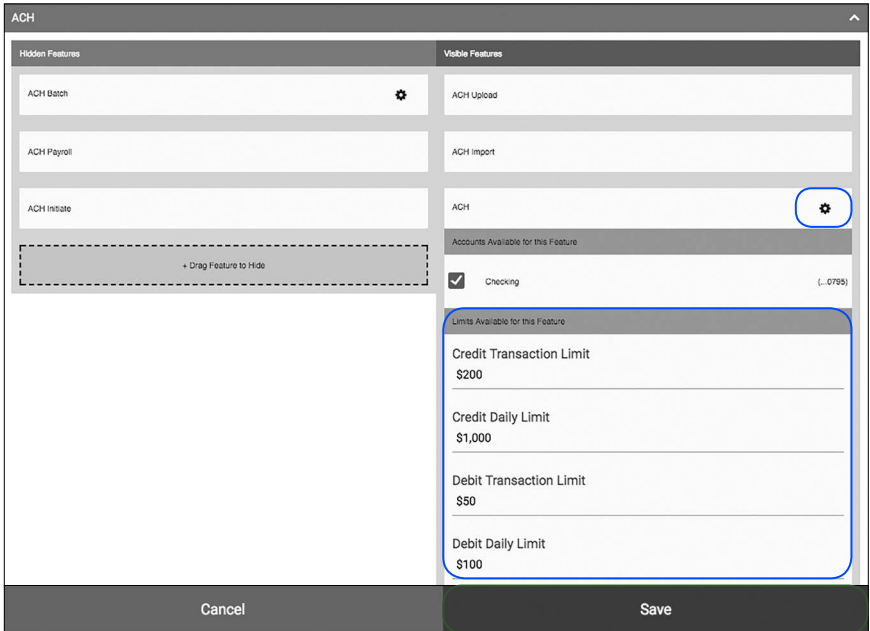 ACH
Hidden Features
ACH Batch
ACH Payroll
ACH Initiate
+ Drag Feature to Hide
Visible Features
ACH Upload
ACH Import
ACH
Accounts Available for this Feature
Checking (...0795)
Limits Available for this Feature
Credit Transaction Limit
$200
Credit Daily Limit
$1,000
Debit Transaction Limit
$50
Debit Daily Limit
$100
Cancel
Save